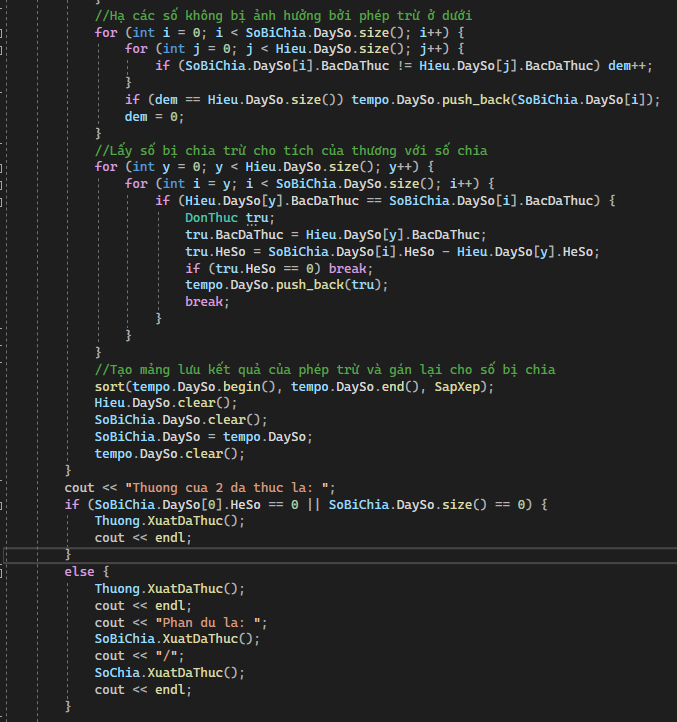 }
//Hạ các số không bị ảnh hưởng bởi phép trừ ở dưới
for (int i = 0; i < SoBiChia.DaySo.size(); i++) {
for (int j = 0; j < Hieu.DaySo.size(); j++) {
if (SoBiChia.DaySo[i].BacDaThuc != Hieu.DaySo[j].BacDaThuc) dem++;
}
if (dem == Hieu.DaySo.size()) tempo.DaySo.push_back(SoBiChia.DaySo[i]);
dem = 0;
}
//Lấy số bị chia trừ cho tích của thương với số chia
for (int y = 0; y < Hieu.DaySo.size(); y++) {
for (int i = y; i < SoBiChia.DaySo.size(); i++) {
if (Hieu.DaySo[y].BacDaThuc == SoBiChia.DaySo[i].BacDaThuc) {
DonThuc tru;
tru.BacDaThuc = Hieu.DaySo[y].BacDaThuc;
tru.HeSo = SoBiChia.DaySo[i].HeSo - Hieu.DaySo[y].HeSo;
if (tru.HeSo == 0) break;
tempo.DaySo.push_back(tru);
break;
}
}
}
//Tạo mảng lưu kết quả của phép trừ và gán lại cho số bị chia
sort(tempo.DaySo.begin(), tempo.DaySo.end(), SapXep);
Hieu.DaySo.clear();
SoBiChia.DaySo.clear();
SoBiChia.DaySo = tempo.DaySo;
tempo.DaySo.clear();
}
cout << "Thuong cua 2 da thuc la: ";
if (SoBiChia.DaySo[0].HeSo == 0 || SoBiChia.DaySo.size() == 0) {
Thuong.XuatDaThuc();
cout << endl;
}
else {
Thuong.XuatDaThuc();
cout << endl;
cout << "Phan du la: ";
SoBiChia.XuatDaThuc();
cout << "/";
SoChia.XuatDaThuc();
cout << endl;
}